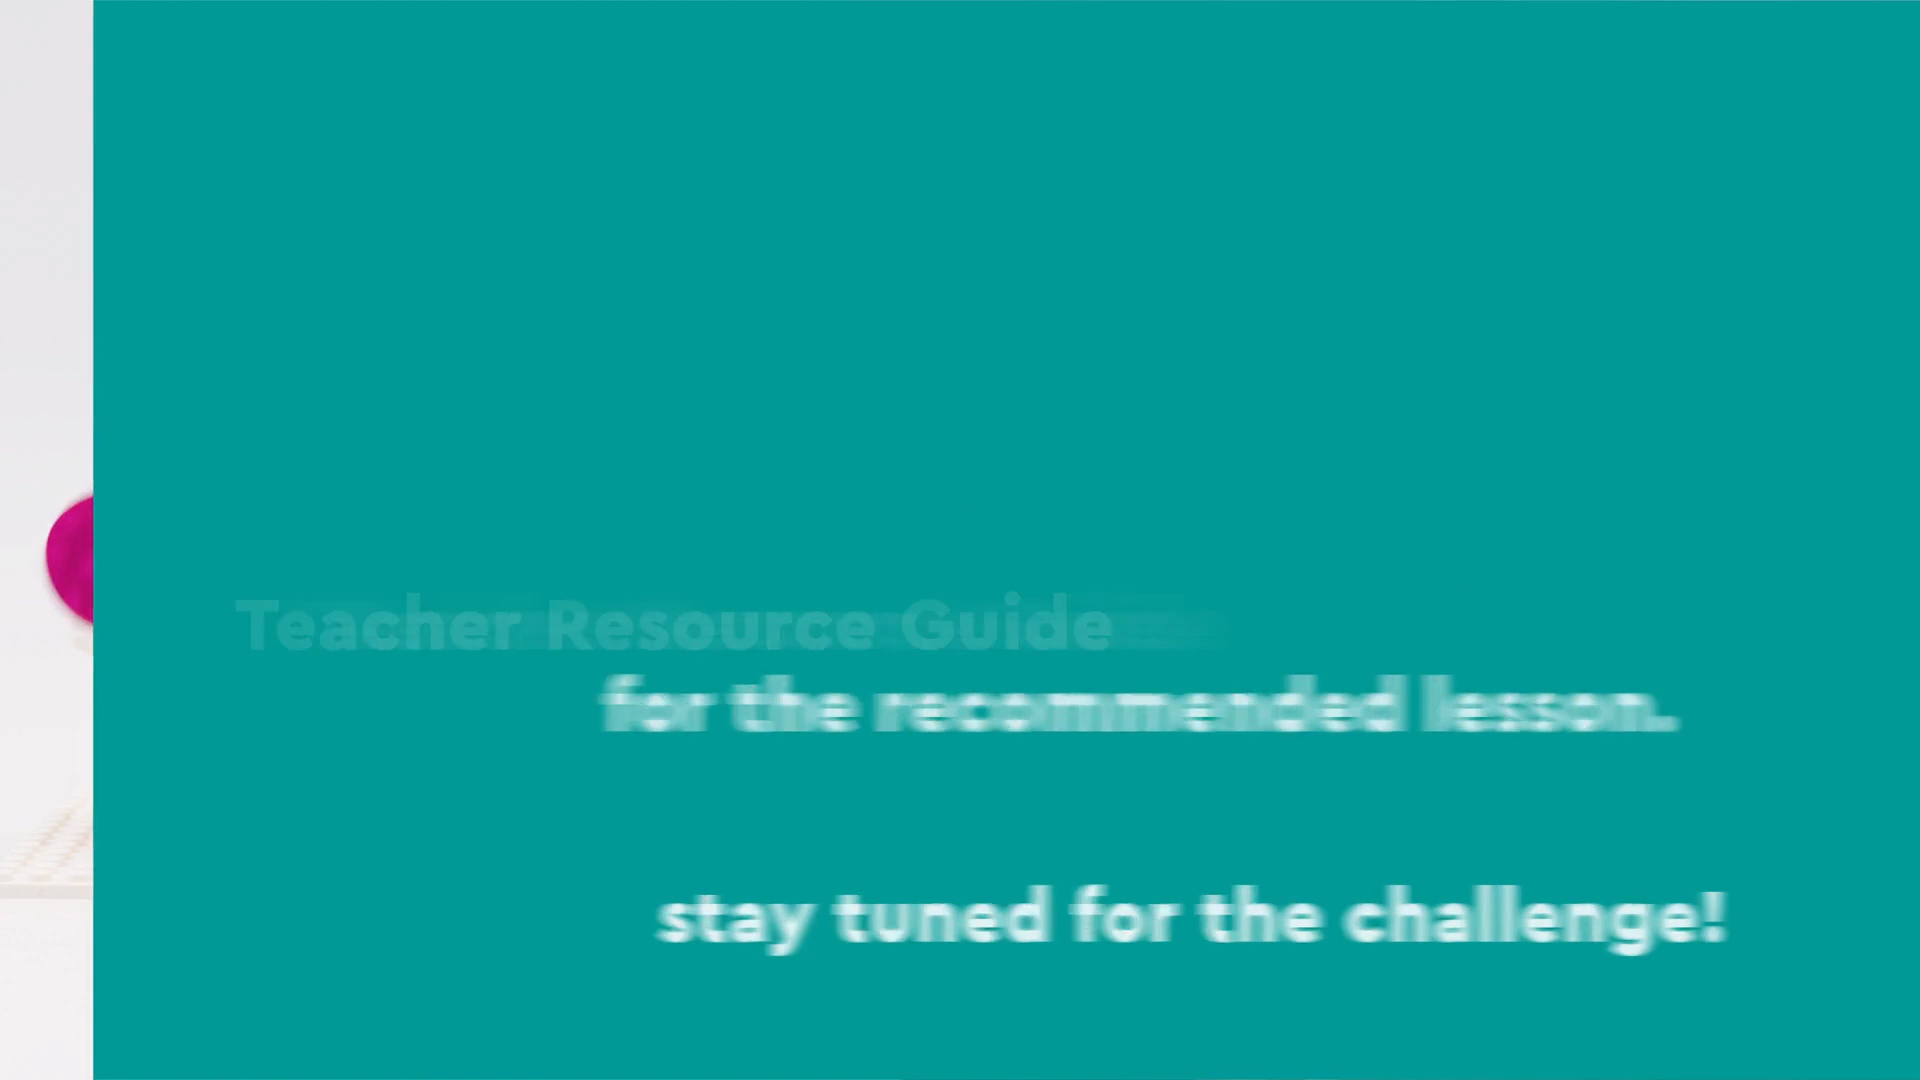 Teacher Resource Guide
for the recommended lesson.
stay tuned for the challenge!